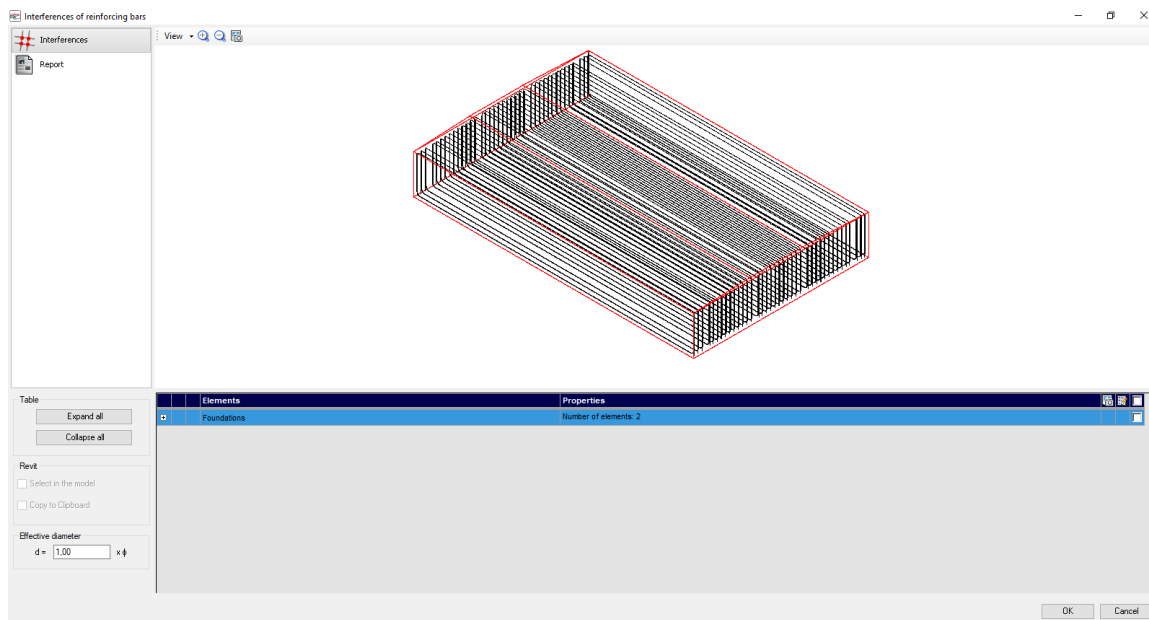 Interferences of reinforcing bars
Interferences
Report
View
Table
Expand all
Collapse all
Revit
Select in the model
Copy to Clipboard
Effective diameter
d = 1,00 x ϕ
Elements Properties
Foundations Number of elements: 2
OK Cancel